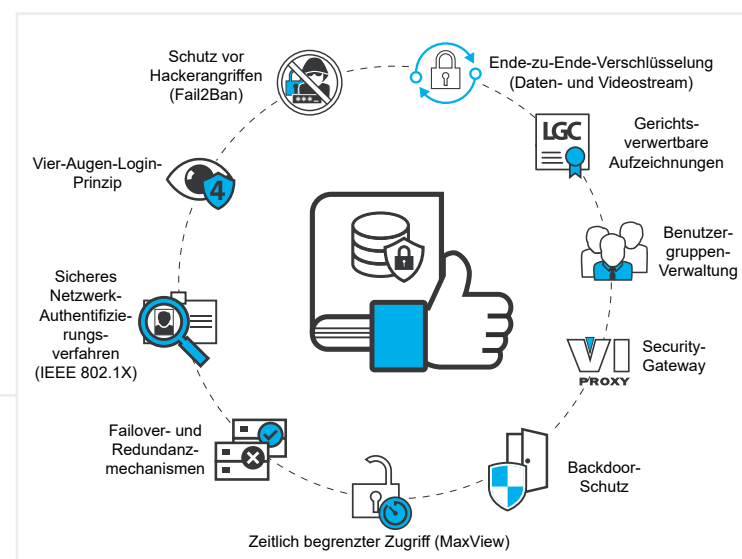 Schutz vor
Hackerangriffen
(Fail2Ban)
Ende-zu-Ende-Verschlüsselung
(Daten- und Videostream)
LGC
Gerichts-
verwertbare
Aufzeichnungen
Vier-Augen-Login-
Prinzip
4
Benutzer-
gruppen-
Verwaltung
Sicheres
Netzwerk-
Authentifizie-
rungs-
verfahren
(IEEE 802.1X)
VI
PROXY
Security-
Gateway
Failover- und
Redundanz-
mechanismen
Backdoor-
Schutz
Zeitlich begrenzter Zugriff (MaxView)